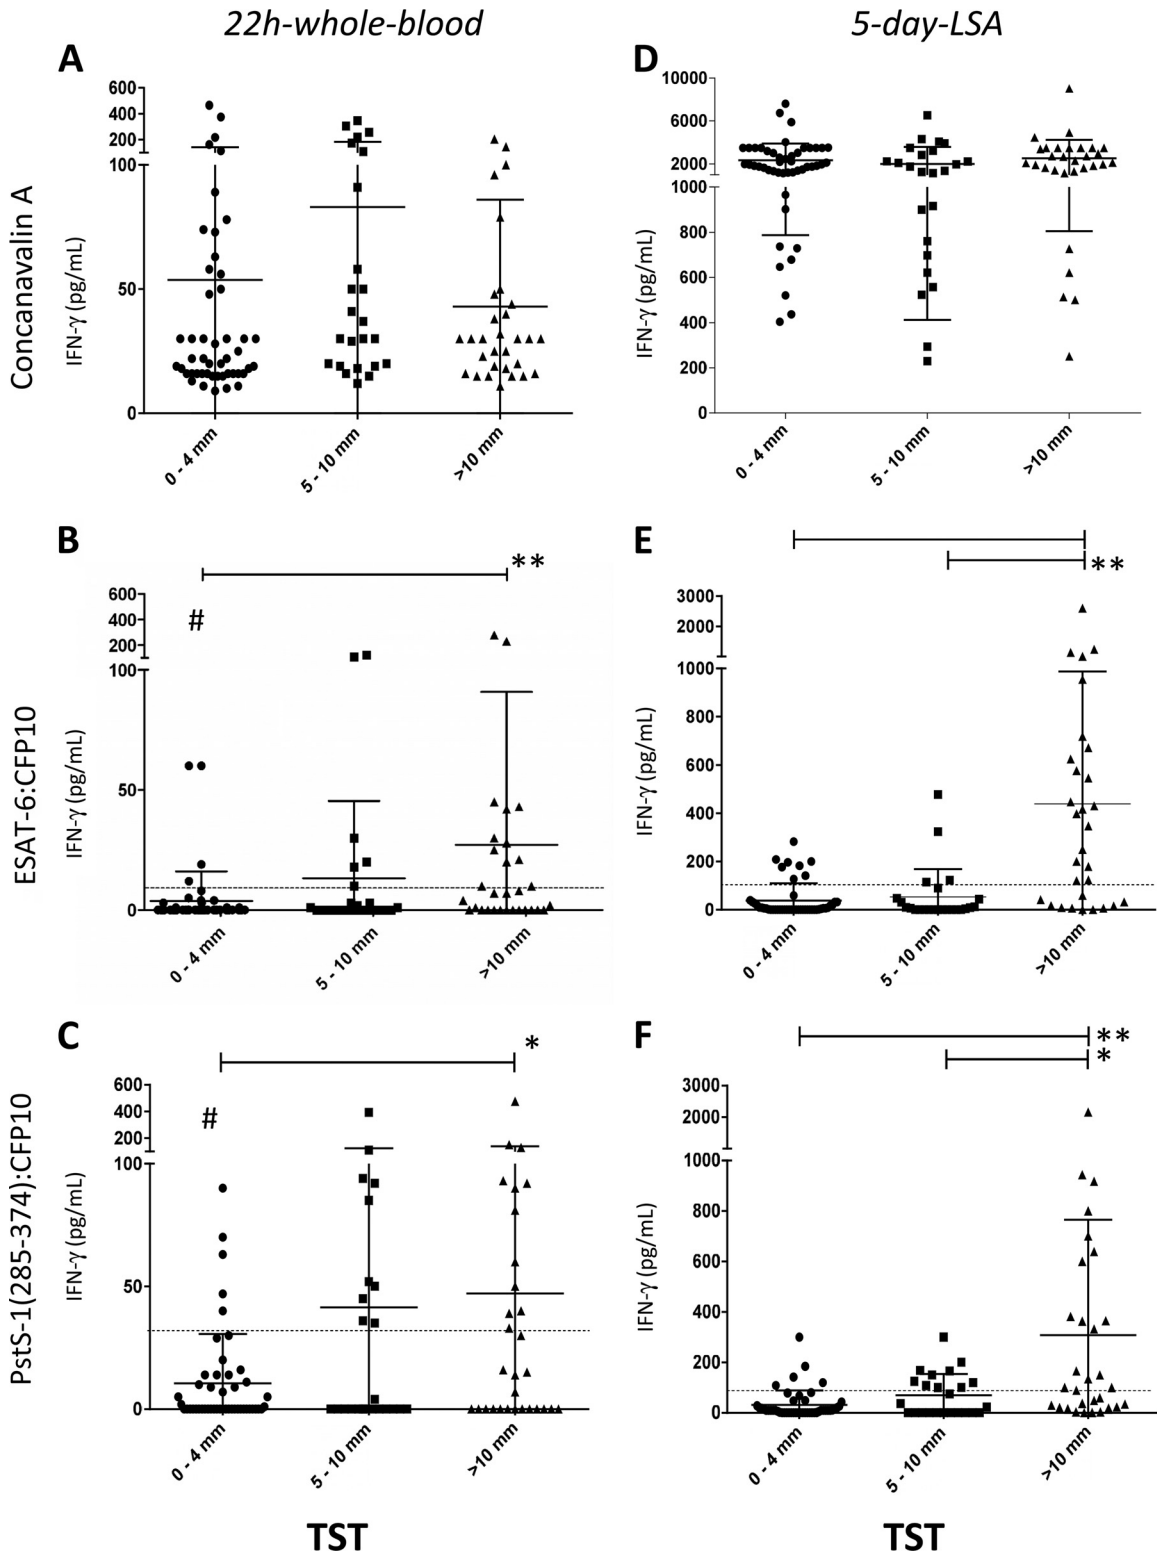 22h-whole-blood
5-day-LSA
A
D
Concanavalin A
IFN-γ (pg/mL)
600
400
200
100
50
0
0 - 4 mm
5 - 10 mm
>10 mm
IFN-γ (pg/mL)
10000
6000
2000
1000
800
600
400
200
0
0 - 4 mm
5 - 10 mm
>10 mm
B
E
ESAT-6:CFP10
IFN-γ (pg/mL)
600
400
200
100
50
0
#
**
0 - 4 mm
5 - 10 mm
>10 mm
IFN-γ (pg/mL)
3000
2000
1000
800
600
400
200
0
**
0 - 4 mm
5 - 10 mm
>10 mm
C
F
PstS-1(285-374):CFP10
IFN-γ (pg/mL)
600
400
200
100
50
0
#
*
0 - 4 mm
5 - 10 mm
>10 mm
IFN-γ (pg/mL)
3000
2000
1000
800
600
400
200
0
**
*
0 - 4 mm
5 - 10 mm
>10 mm
TST
TST